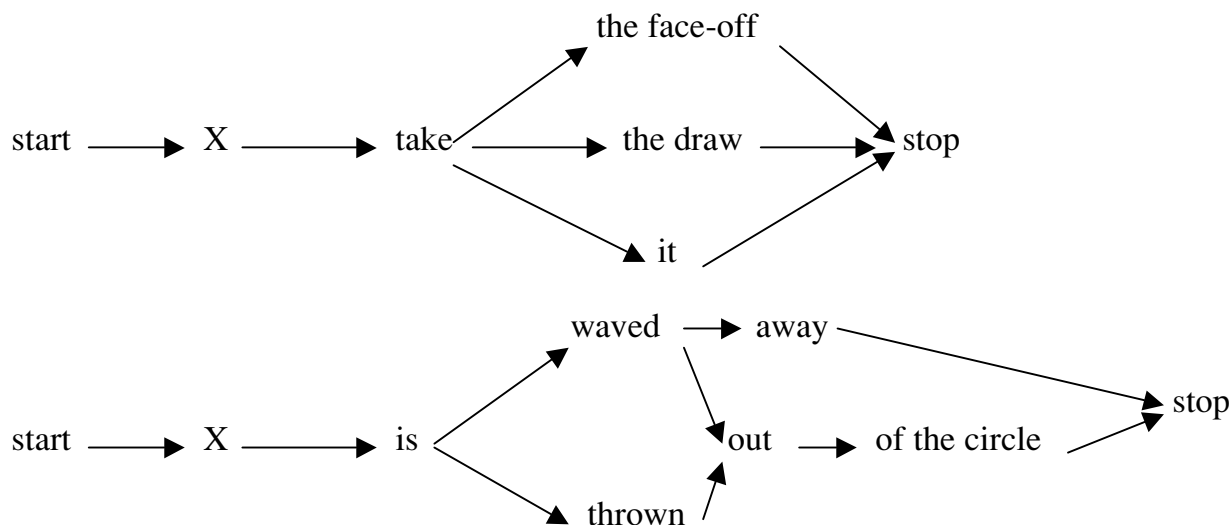 the face-off
start X take the draw stop
it
waved away
stop
start X is out of the circle
thrown